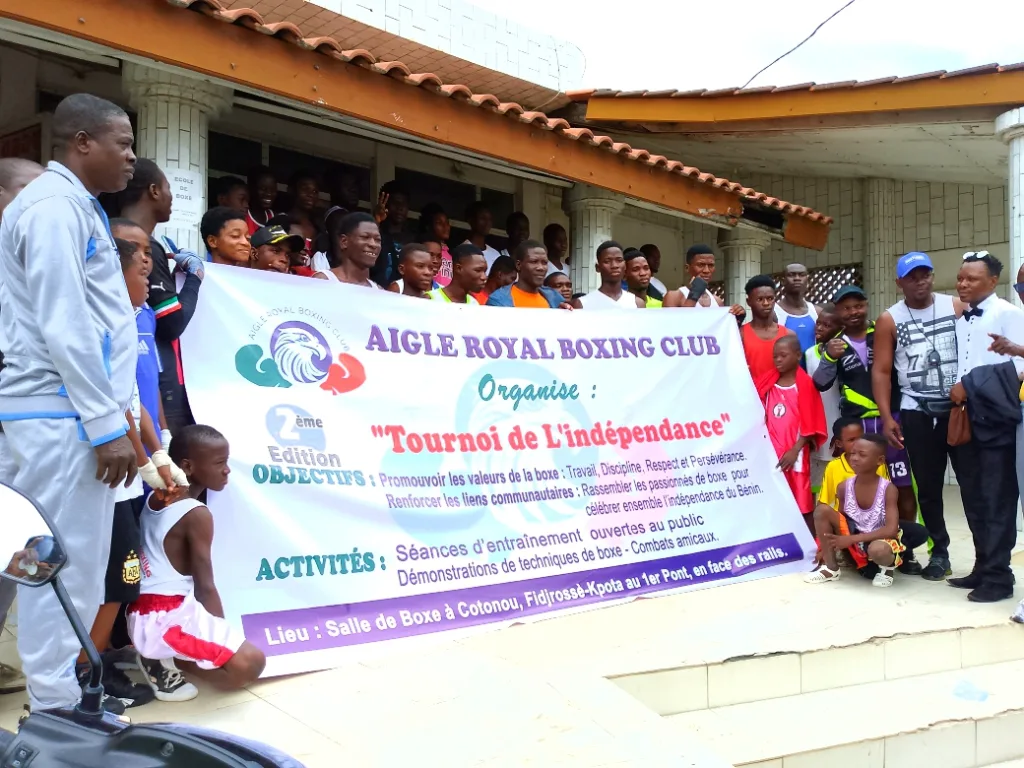 ECOLE
DE
BOXE
AIGLE ROYAL BOXING CLUB
AIGLE ROYAL BOXING CLUB
Organise :
2ème
Edition
"Tournoi de L'indépendance"
OBJECTIFS : Promouvoir les valeurs de la boxe : Travail, Discipline, Respect et Persévérance.
Renforcer les liens communautaires : Rassembler les passionnés de boxe pour
célébrer ensemble l'indépendance du Bénin.
ACTIVITÉS : Séances d'entraînement ouvertes au public
Démonstrations de techniques de boxe - Combats amicaux.
Lieu : Salle de Boxe à Cotonou, Fidjrossè-Kpota au 1er Pont, en face des rails.
13